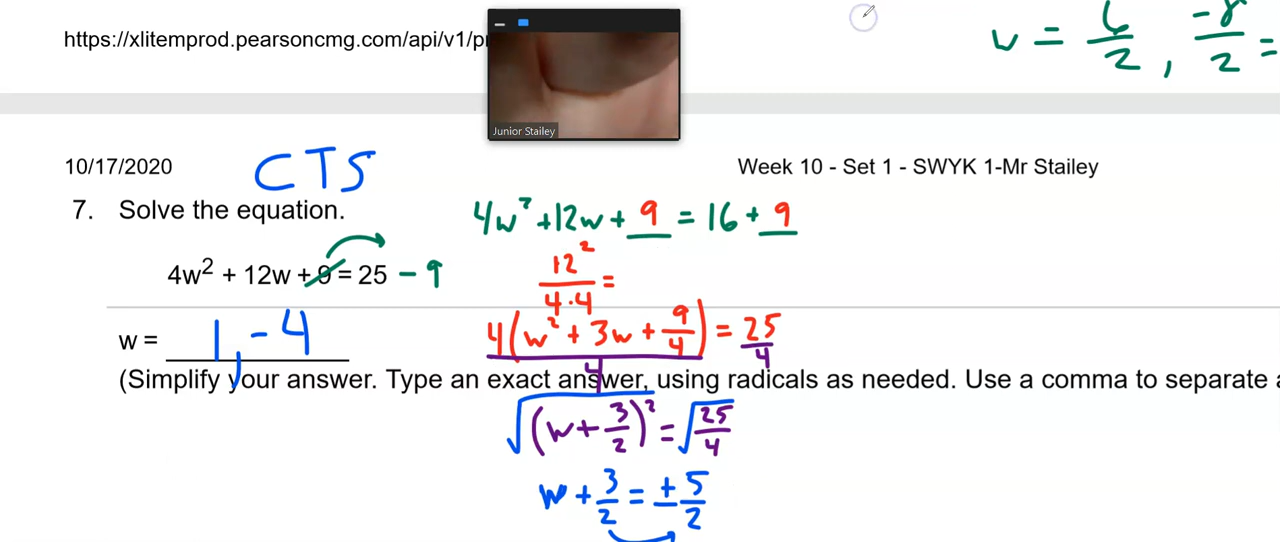 https://xlitemprod.pearsoncmg.com/api/v1/pr
w = 6/2, -8/2 =
Junior Stailey
10/17/2020
CTS
Week 10 - Set 1 - SWYK 1-Mr Stailey
7. Solve the equation.
4w² + 12w + 9 = 16 + 9
4w² + 12w + 9 = 25 - 9
12²/4·4 =
4(w² + 3w + 9/4)/4 = 25/4
w = 1, -4
(Simplify your answer. Type an exact answer, using radicals as needed. Use a comma to separate a
√(w + 3/2)² = √25/4
w + 3/2 = ± 5/2